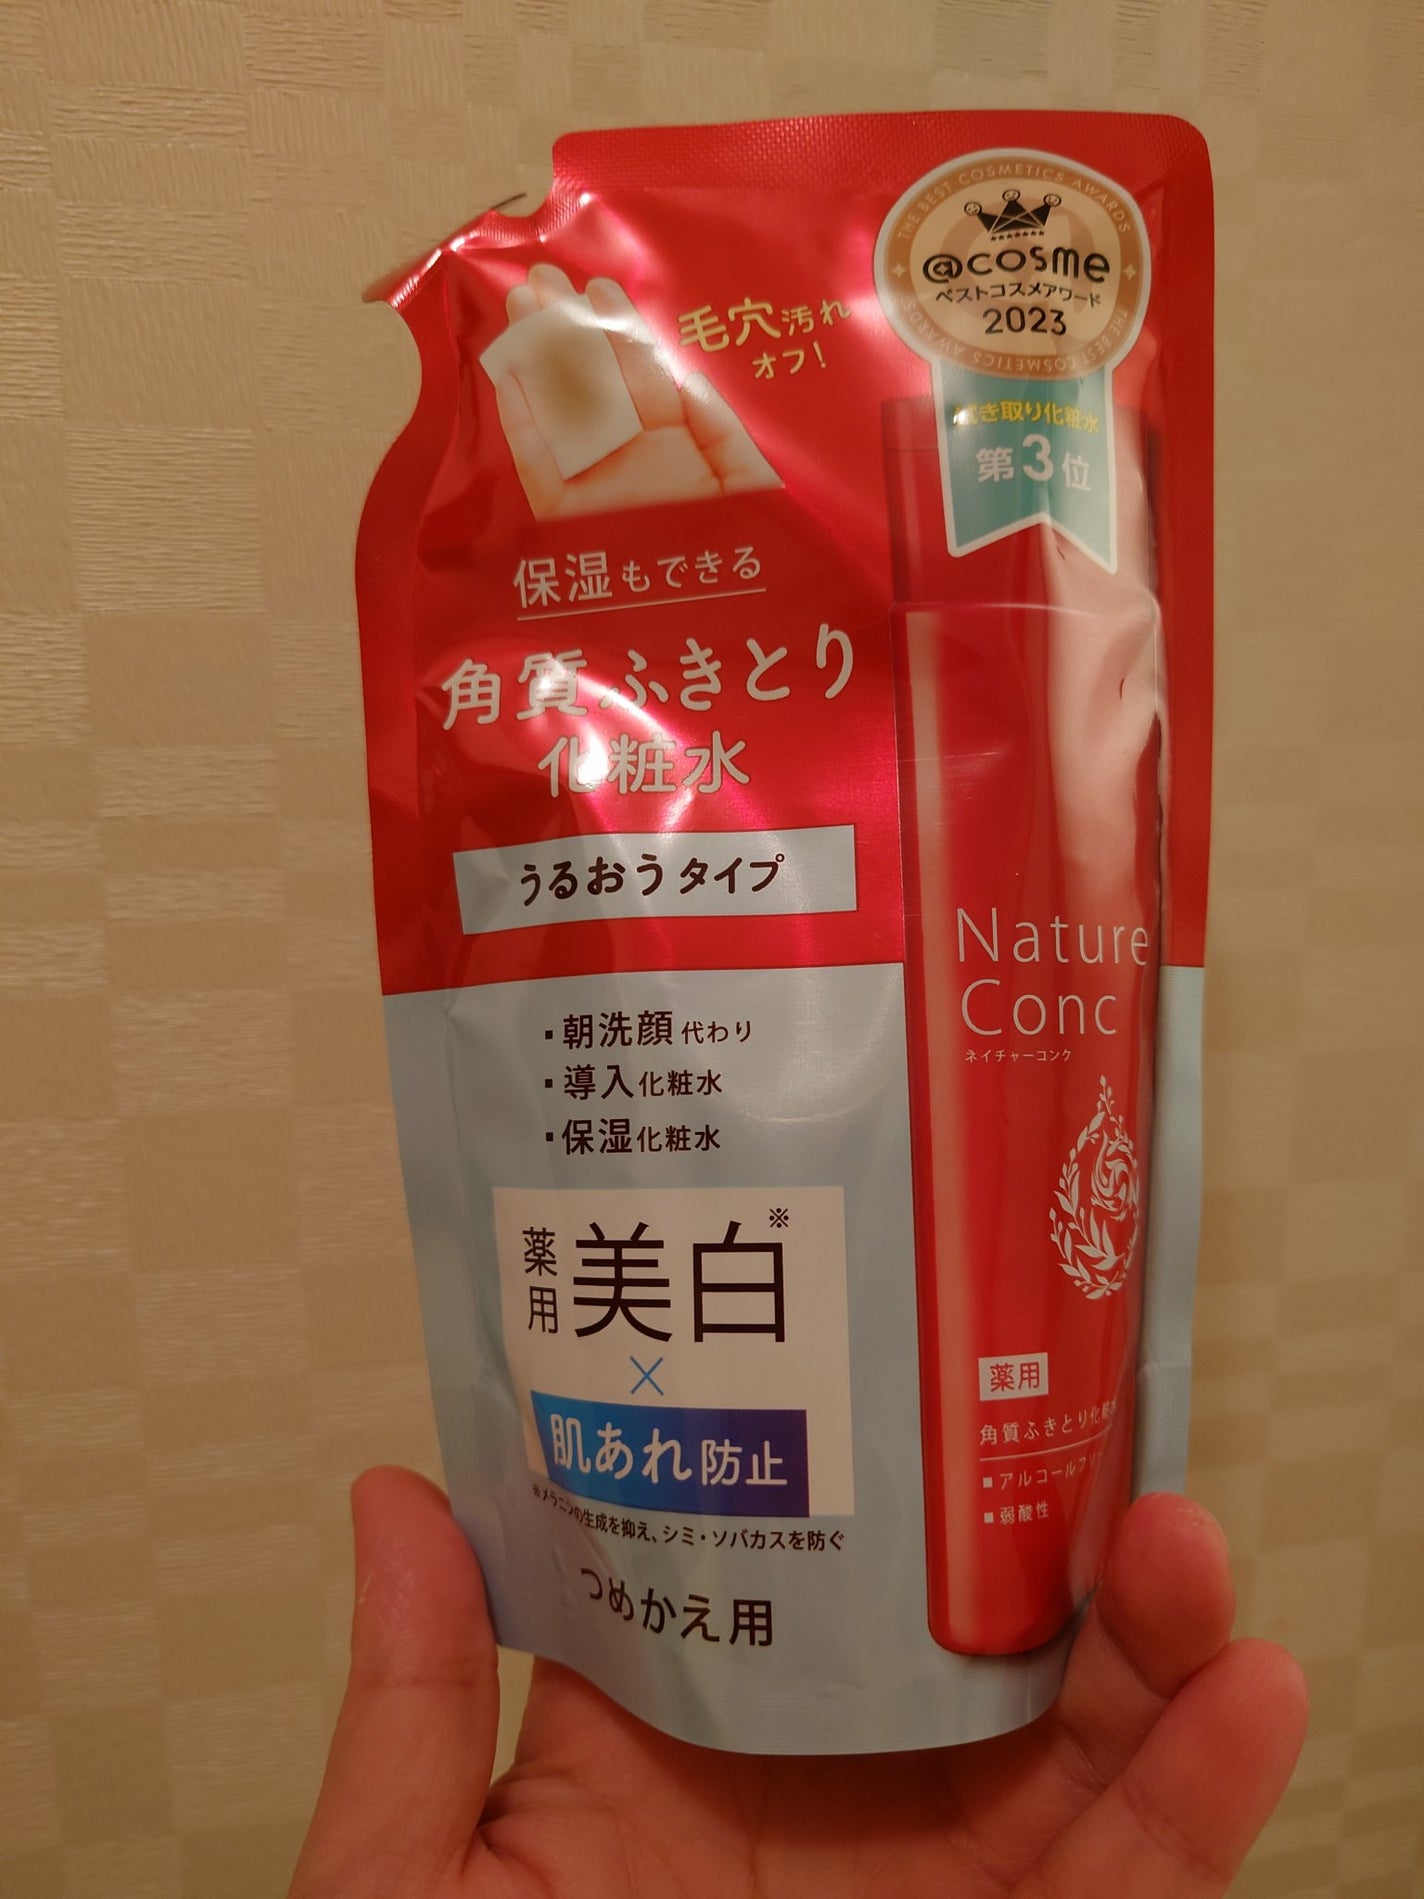 THE BEST COSMETICS AWARDS
@cosme
ベストコスメアワード
2023
THE BEST COSMETICS AWARDS
拭き取り化粧水
第3位
毛穴汚れ
オフ!
保湿もできる
角質ふきとり
化粧水
うるおうタイプ
▪朝洗顔代わり
▪導入化粧水
▪保湿化粧水
薬用美白※
×
肌あれ防止
※メラニンの生成を抑え、シミ・ソバカスを防ぐ
つめかえ用
Nature
Conc
ネイチャーコンク
薬用
角質ふきとり化粧水
■アルコールフリー
■弱酸性